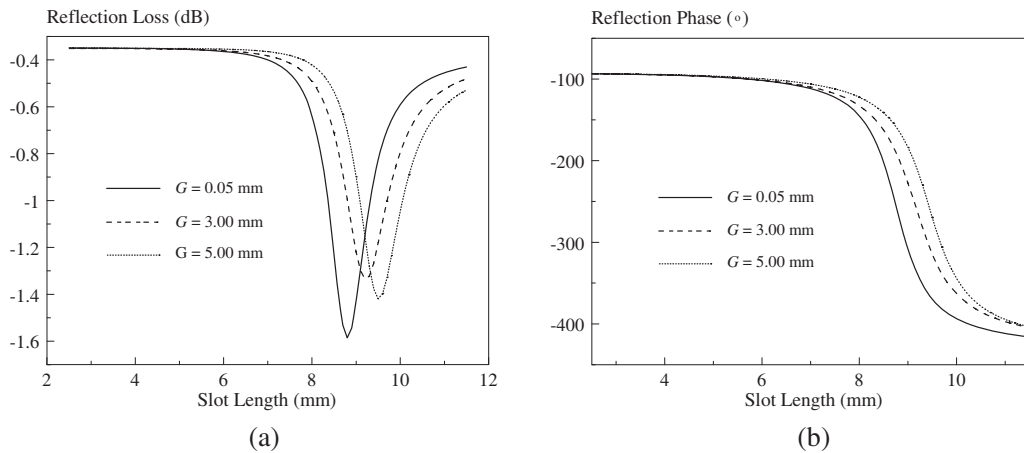 Reflection Loss (dB)
-0.4
-0.6
-0.8
-1
-1.2
-1.4
-1.6
G = 0.05 mm
G = 3.00 mm
G = 5.00 mm
2 4 6 8 10 12
Slot Length (mm)
(a)
Reflection Phase (o)
-100
-200
-300
-400
G = 0.05 mm
G = 3.00 mm
G = 5.00 mm
4 6 8 10
Slot Length (mm)
(b)